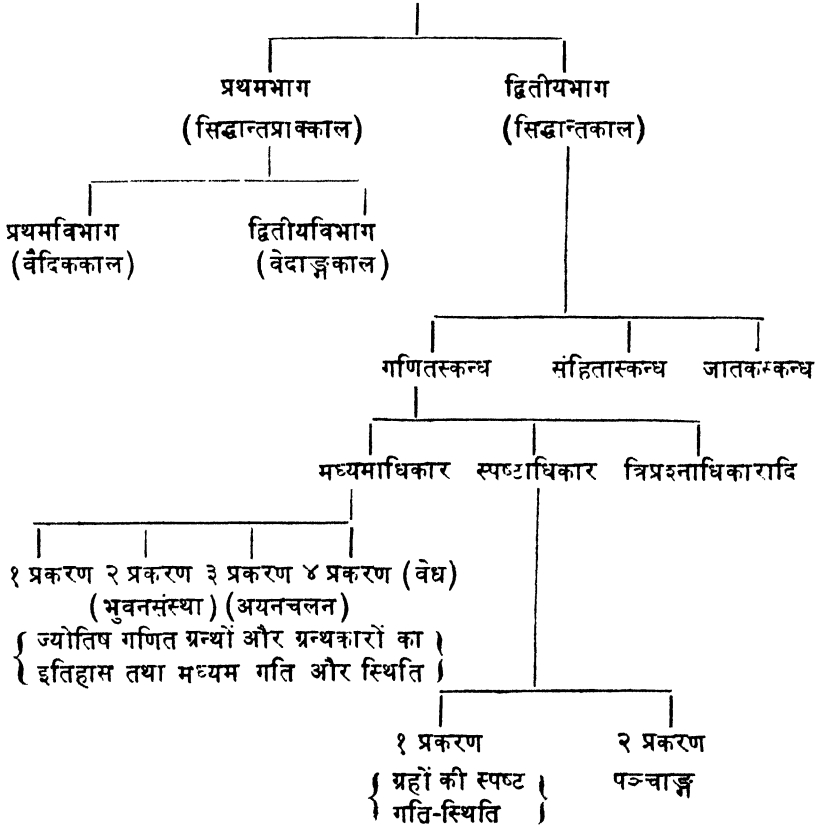 प्रथमभाग द्वितीयभाग
(सिद्धान्तप्राक्काल) (सिद्धान्तकाल)
प्रथमविभाग द्वितीयविभाग
(वैदिककाल) (वेदाङ्गकाल)
गणितस्कन्ध संहितास्कन्ध जातकस्कन्ध
मध्यमाधिकार स्पष्टाधिकार त्रिप्रश्नाधिकारादि
१ प्रकरण २ प्रकरण ३ प्रकरण ४ प्रकरण (वेध)
(भुवनसंस्था) (अयनचलन)
{ ज्योतिष गणित ग्रन्थों और ग्रन्थकारों का }
{ इतिहास तथा मध्यम गति और स्थिति }
१ प्रकरण २ प्रकरण
{ ग्रहों की स्पष्ट } पञ्चाङ्ग
{ गति-स्थिति }